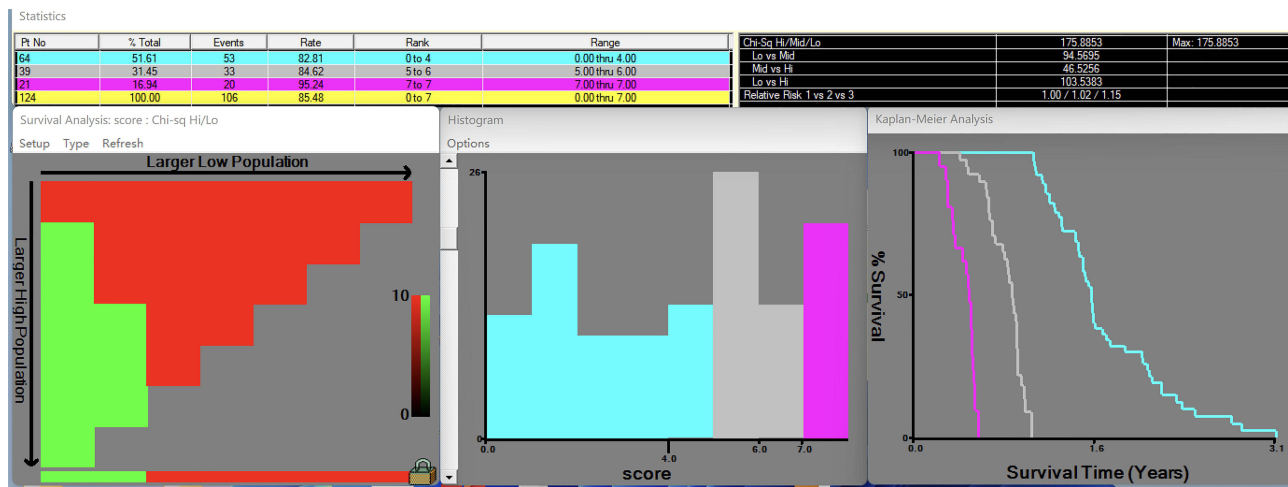 Statistics
Pt No % Total Events Rate Rank Range
64 51.61 53 82.81 0 to 4 0.00 thru 4.00
39 31.45 33 84.62 5 to 6 5.00 thru 6.00
21 16.94 20 95.24 7 to 7 7.00 thru 7.00
124 100.00 106 85.48 0 to 7 0.00 thru 7.00
Chi-Sq Hi/Mid/Lo 175.8853 Max: 175.8853
Lo vs Mid 94.5695
Mid vs Hi 46.5256
Lo vs Hi 103.5383
Relative Risk 1 vs 2 vs 3 1.00 / 1.02 / 1.15
Survival Analysis: score : Chi-sq Hi/Lo
Setup Type Refresh
Larger Low Population
Larger High Population
10
0
Histogram
Options
26
0
0.0 4.0 6.0 7.0
score
Kaplan-Meier Analysis
100
50
0
% Survival
0.0 1.6 3.1
Survival Time (Years)